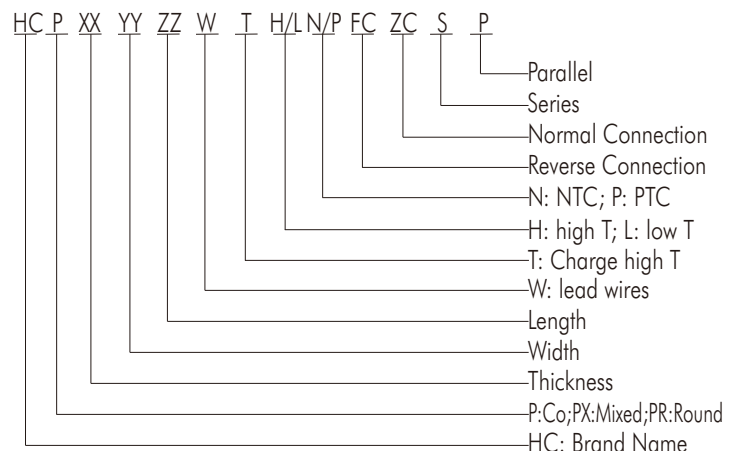 HC P XX YY ZZ W T H/L N/P FC ZC S P
Parallel
Series
Normal Connection
Reverse Connection
N: NTC; P: PTC
H: high T; L: low T
T: Charge high T
W: lead wires
Length
Width
Thickness
P:Co;PX:Mixed;PR:Round
HC: Brand Name